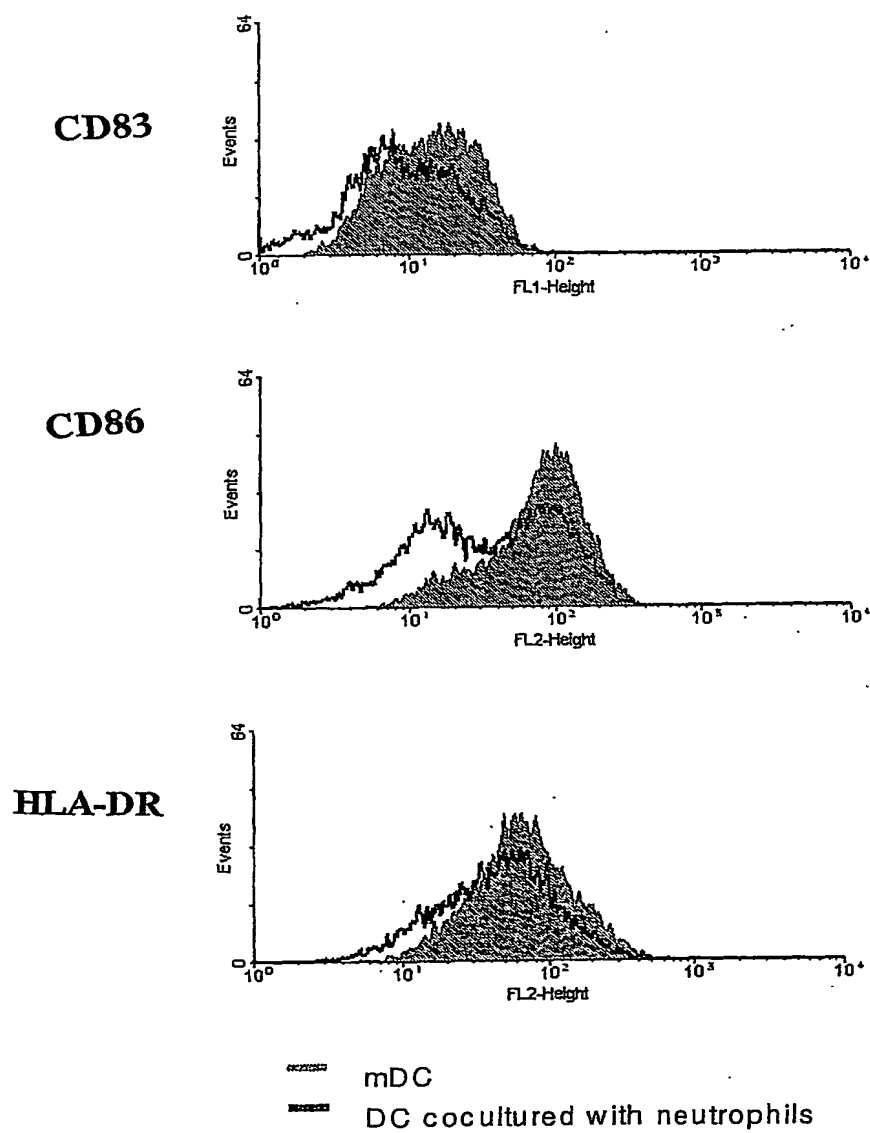 CD83
64
Events
0
10⁰ 10¹ 10² 10³ 10⁴
FL1-Height
CD86
64
Events
0
10⁰ 10¹ 10² 10³ 10⁴
FL2-Height
HLA-DR
64
Events
0
10⁰ 10¹ 10² 10³ 10⁴
FL2-Height
mDC
DC cocultured with neutrophils